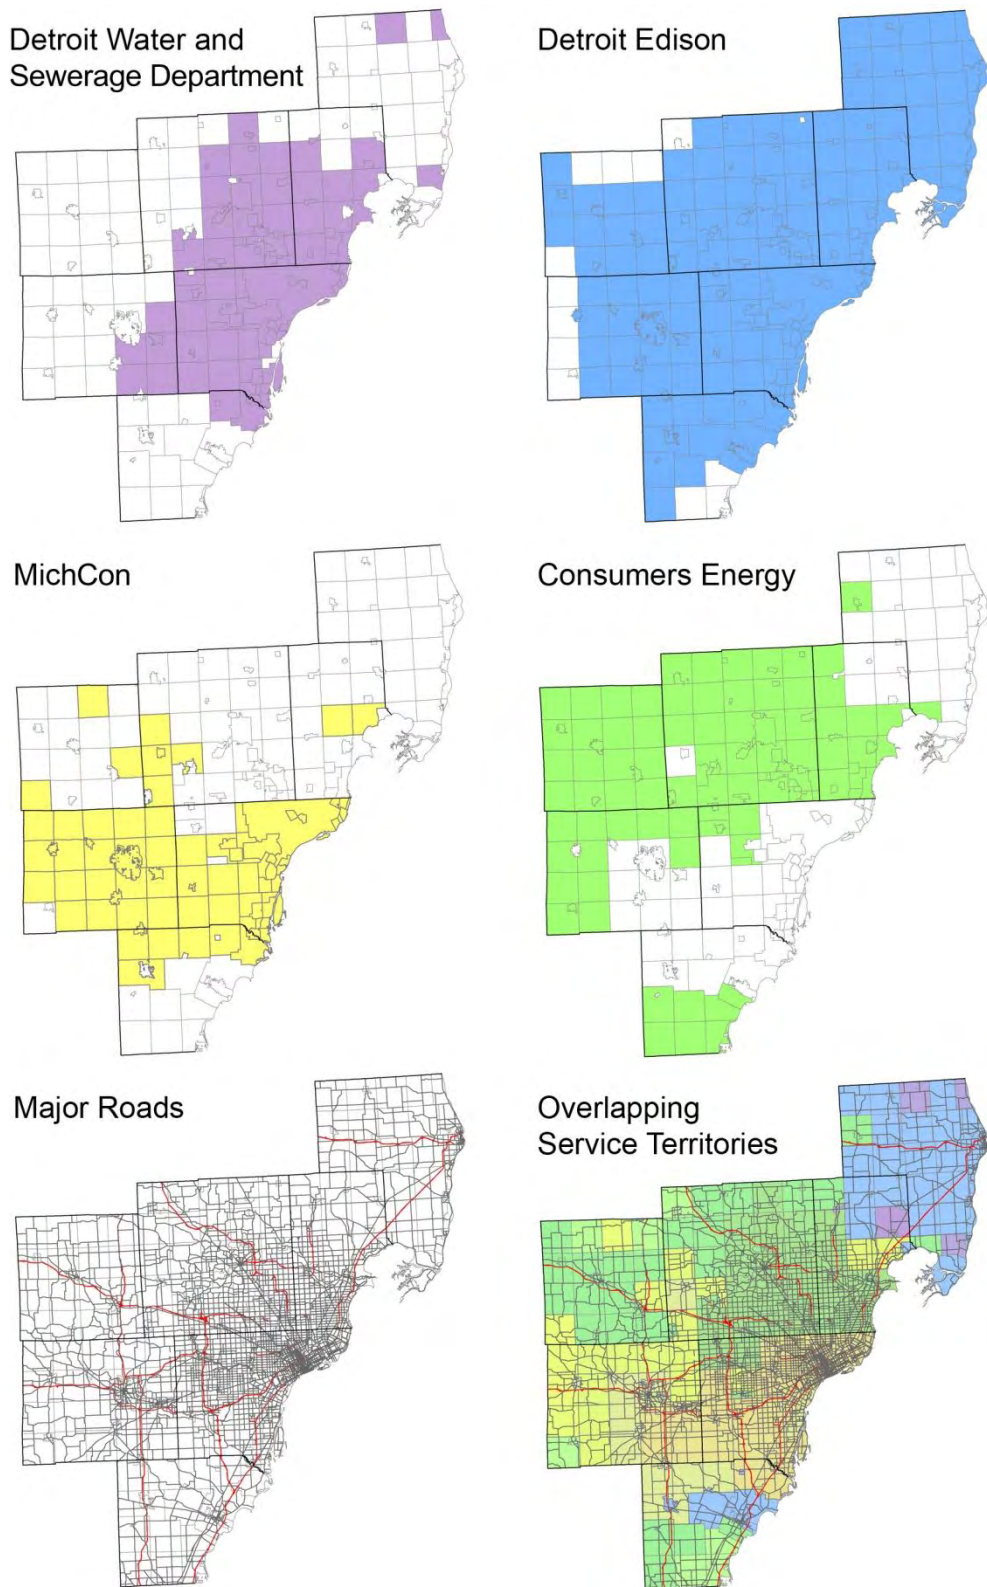 Detroit Water and
Sewerage Department
Detroit Edison
MichCon
Consumers Energy
Major Roads
Overlapping
Service Territories